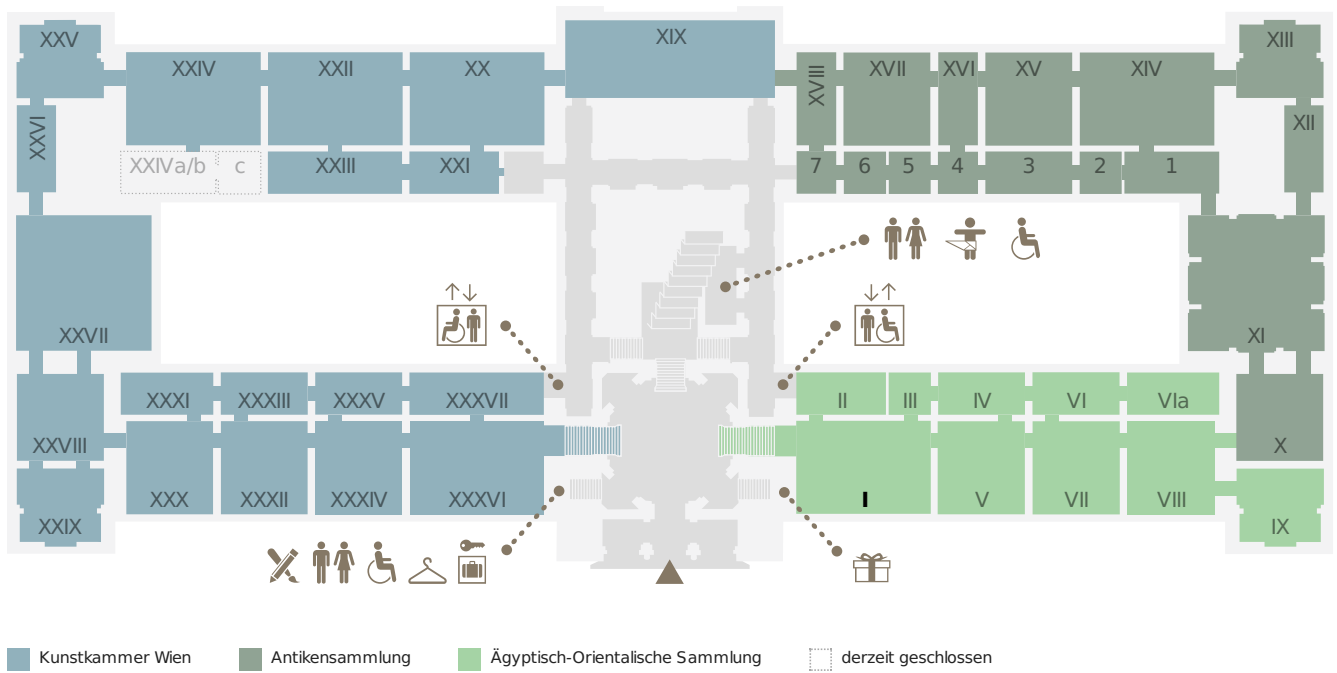 XXV
XIX
XIII
XXIV
XXII
XX
XVIII
XVII
XVI
XV
XIV
XXVI
XII
XXIVa/b
c
XXIII
XXI
7
6
5
4
3
2
1
XXVII
XI
XXXI
XXXIII
XXXV
XXXVII
II
III
IV
VI
VIa
XXVIII
X
XXX
XXXII
XXXIV
XXXVI
I
V
VII
VIII
XXIX
IX
Kunstkammer Wien
Antikensammlung
Ägyptisch-Orientalische Sammlung
derzeit geschlossen